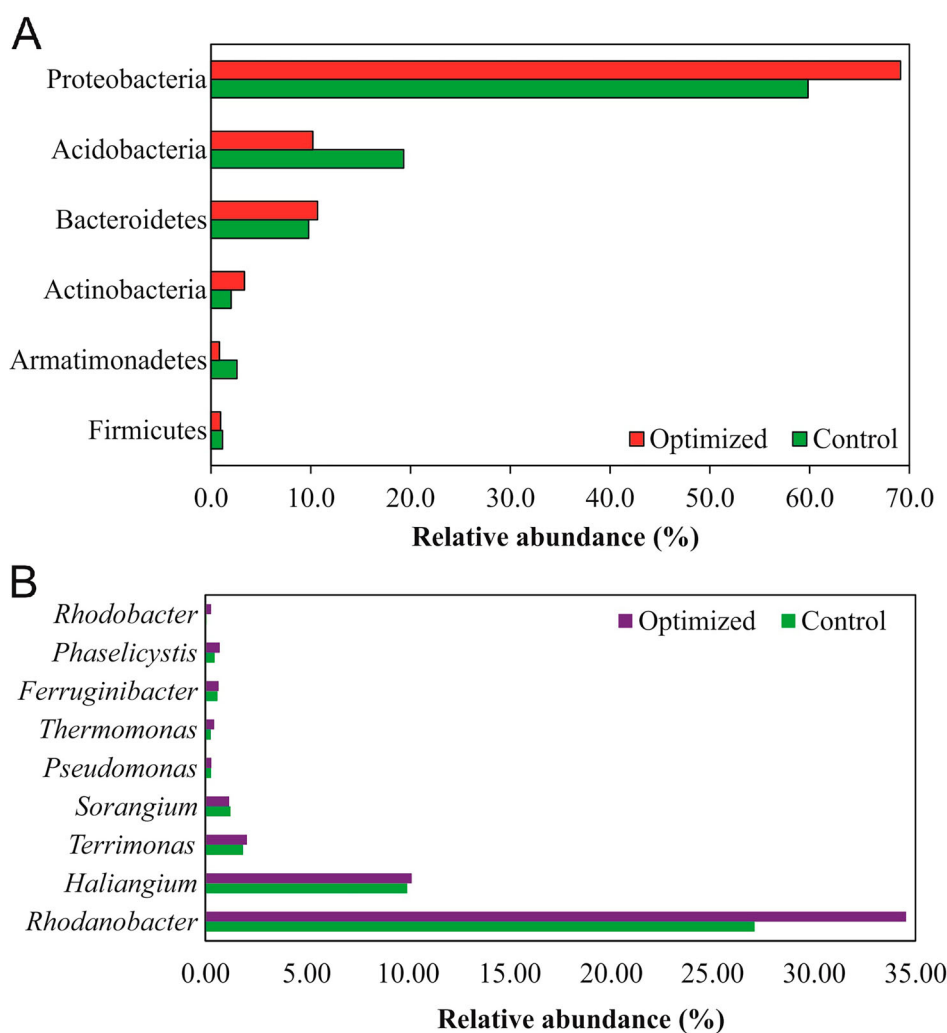 A
Proteobacteria
Acidobacteria
Bacteroidetes
Actinobacteria
Armatimonadetes
Firmicutes
Optimized Control
0.0 10.0 20.0 30.0 40.0 50.0 60.0 70.0
Relative abundance (%)
B
Rhodobacter
Optimized Control
Phaselicystis
Ferruginibacter
Thermomonas
Pseudomonas
Sorangium
Terrimonas
Haliangium
Rhodanobacter
0.00 5.00 10.00 15.00 20.00 25.00 30.00 35.00
Relative abundance (%)